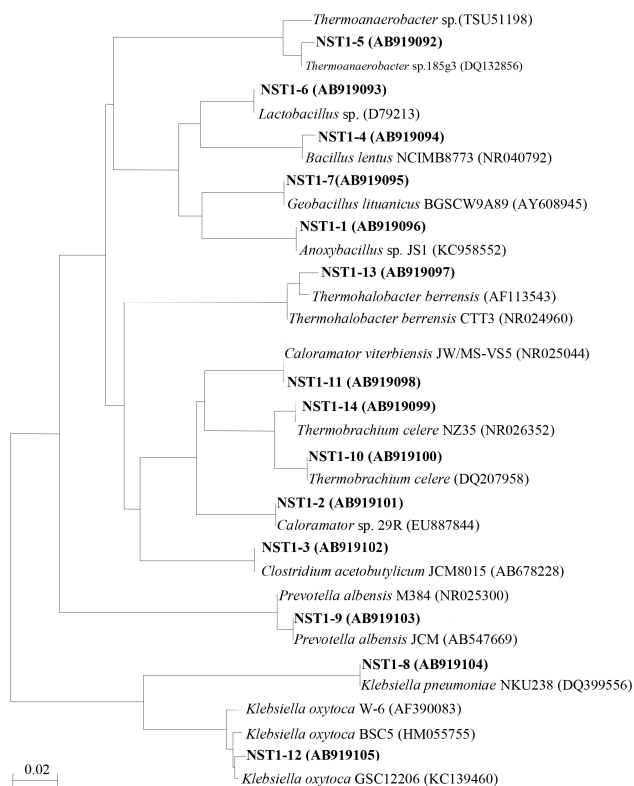 Thermoanaerobacter sp.(TSU51198)
NST1-5 (AB919092)
Thermoanaerobacter sp.185g3 (DQ132856)
NST1-6 (AB919093)
Lactobacillus sp. (D79213)
NST1-4 (AB919094)
Bacillus lentus NCIMB8773 (NR040792)
NST1-7(AB919095)
Geobacillus lituanicus BGSCW9A89 (AY608945)
NST1-1 (AB919096)
Anoxybacillus sp. JS1 (KC958552)
NST1-13 (AB919097)
Thermohalobacter berrensis (AF113543)
Thermohalobacter berrensis CTT3 (NR024960)
Caloramator viterbiensis JW/MS-VS5 (NR025044)
NST1-11 (AB919098)
NST1-14 (AB919099)
Thermobrachium celere NZ35 (NR026352)
NST1-10 (AB919100)
Thermobrachium celere (DQ207958)
NST1-2 (AB919101)
Caloramator sp. 29R (EU887844)
NST1-3 (AB919102)
Clostridium acetobutylicum JCM8015 (AB678228)
Prevotella albensis M384 (NR025300)
NST1-9 (AB919103)
Prevotella albensis JCM (AB547669)
NST1-8 (AB919104)
Klebsiella pneumoniae NKU238 (DQ399556)
Klebsiella oxytoca W-6 (AF390083)
Klebsiella oxytoca BSC5 (HM055755)
NST1-12 (AB919105)
Klebsiella oxytoca GSC12206 (KC139460)
0.02